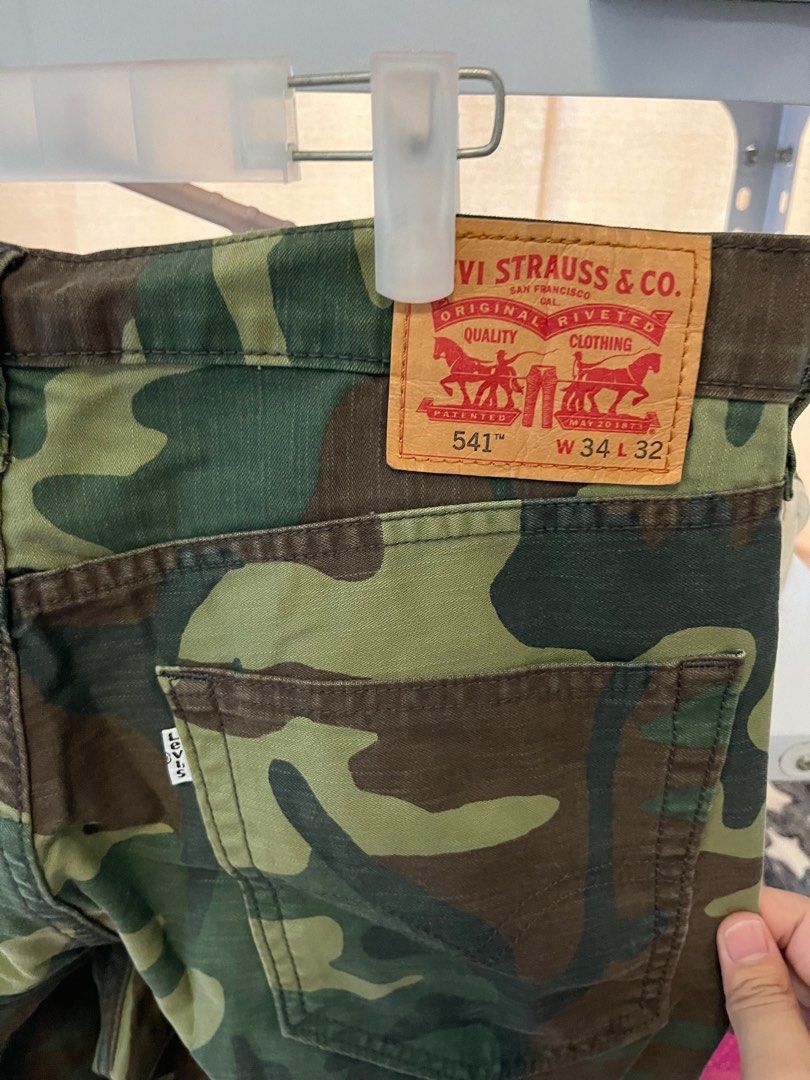 VI STRAUSS & CO.
SAN FRANCISCO
CAL.
ORIGINAL RIVETED
QUALITY CLOTHING
PATENTED MAY 20 1873
®
541™ W 34 L 32
Levi's
®